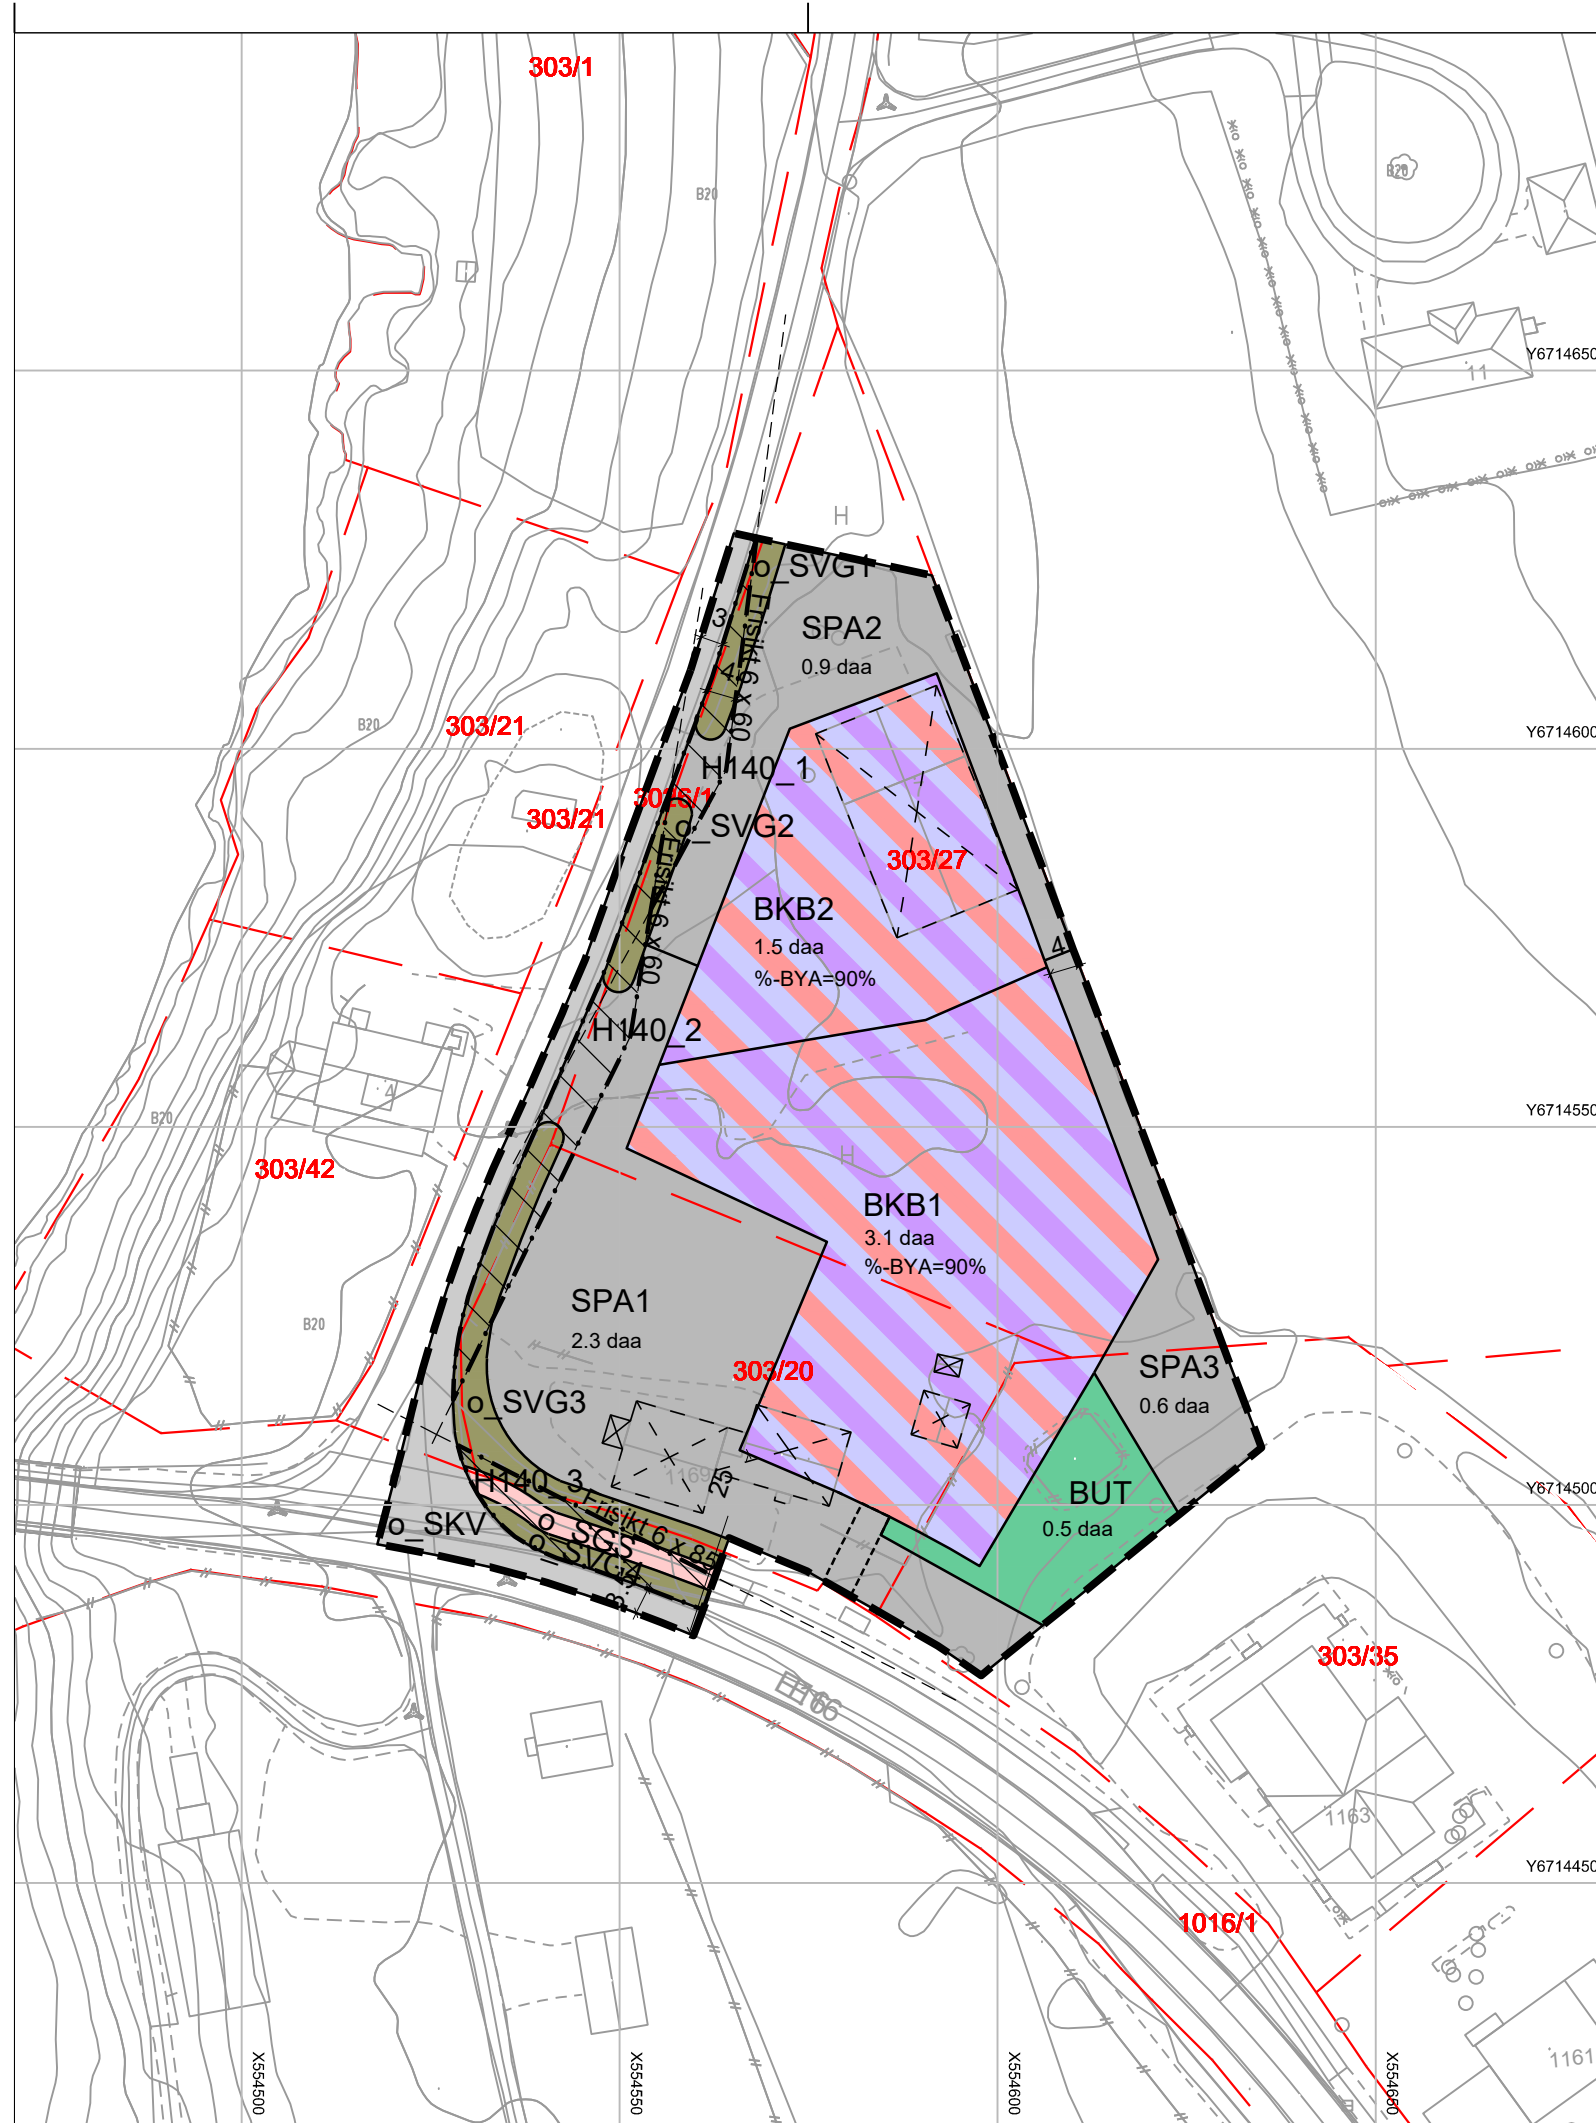 303/1
B20
B20
Y6714650
11
H
o_SVG1
3
SPA2
0.9 daa
4
Frisikt 6 x 60
303/21
B20
Y6714600
H140_1
3026/1
303/21
o_SVG2
303/27
Frisikt 6 x 60
BKB2
1.5 daa
%-BYA=90%
4
H140_2
4
B20
Y6714550
303/42
H
BKB1
3.1 daa
%-BYA=90%
SPA1
2.3 daa
B20
303/20
SPA3
0.6 daa
o_SVG3
1169
25
H140_3
BUT
0.5 daa
Y6714500
o_SKV
Frisikt 6 x 85
o_SGS
o_SVG4
303/35
1163
Y6714450
1016/1
1161
X554500
X554550
X554600
X554650